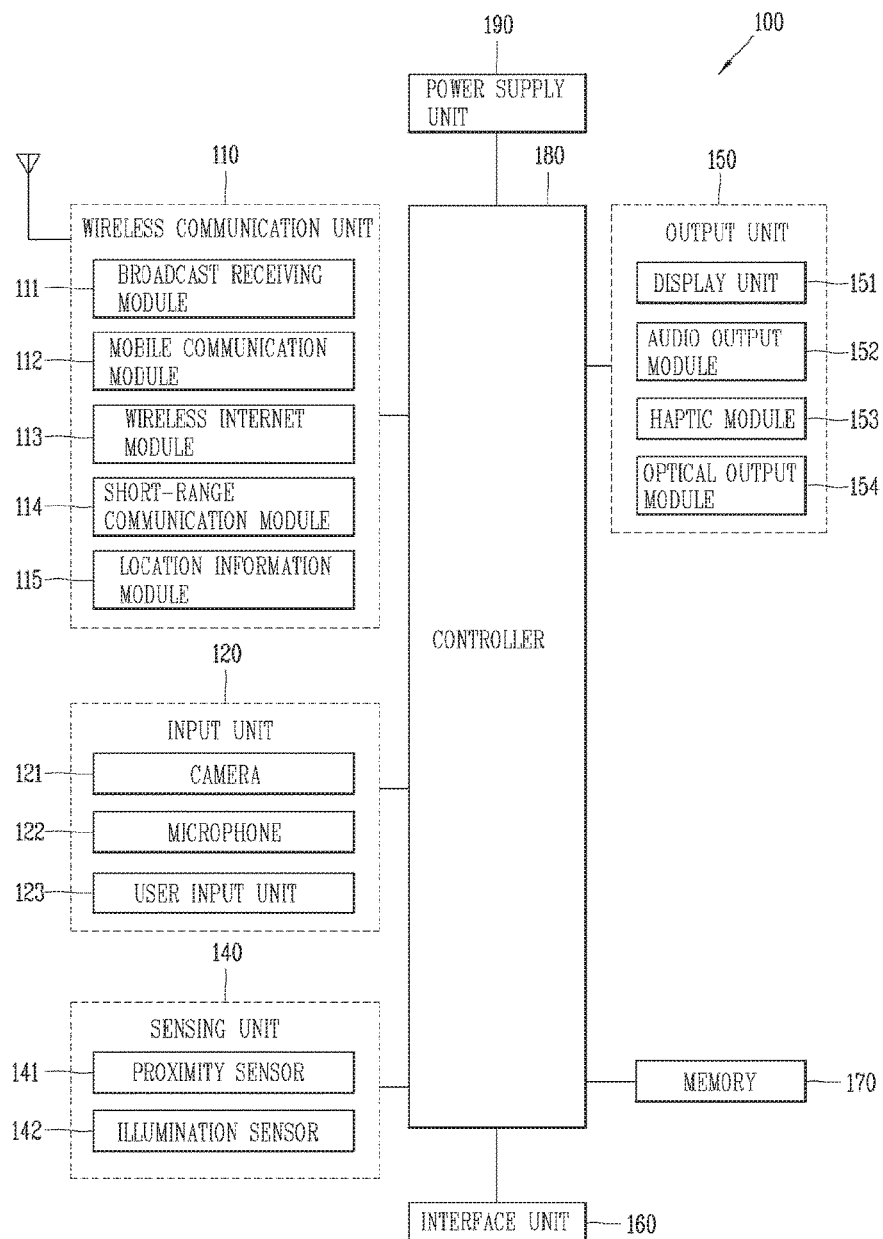 100
190
POWER SUPPLY
UNIT
110
180
150
WIRELESS COMMUNICATION UNIT
111
BROADCAST RECEIVING
MODULE
112
MOBILE COMMUNICATION
MODULE
113
WIRELESS INTERNET
MODULE
114
SHORT-RANGE
COMMUNICATION MODULE
115
LOCATION INFORMATION
MODULE
OUTPUT UNIT
DISPLAY UNIT
151
AUDIO OUTPUT
MODULE
152
HAPTIC MODULE
153
OPTICAL OUTPUT
MODULE
154
CONTROLLER
120
INPUT UNIT
121
CAMERA
122
MICROPHONE
123
USER INPUT UNIT
140
SENSING UNIT
141
PROXIMITY SENSOR
142
ILLUMINATION SENSOR
MEMORY
170
INTERFACE UNIT
160